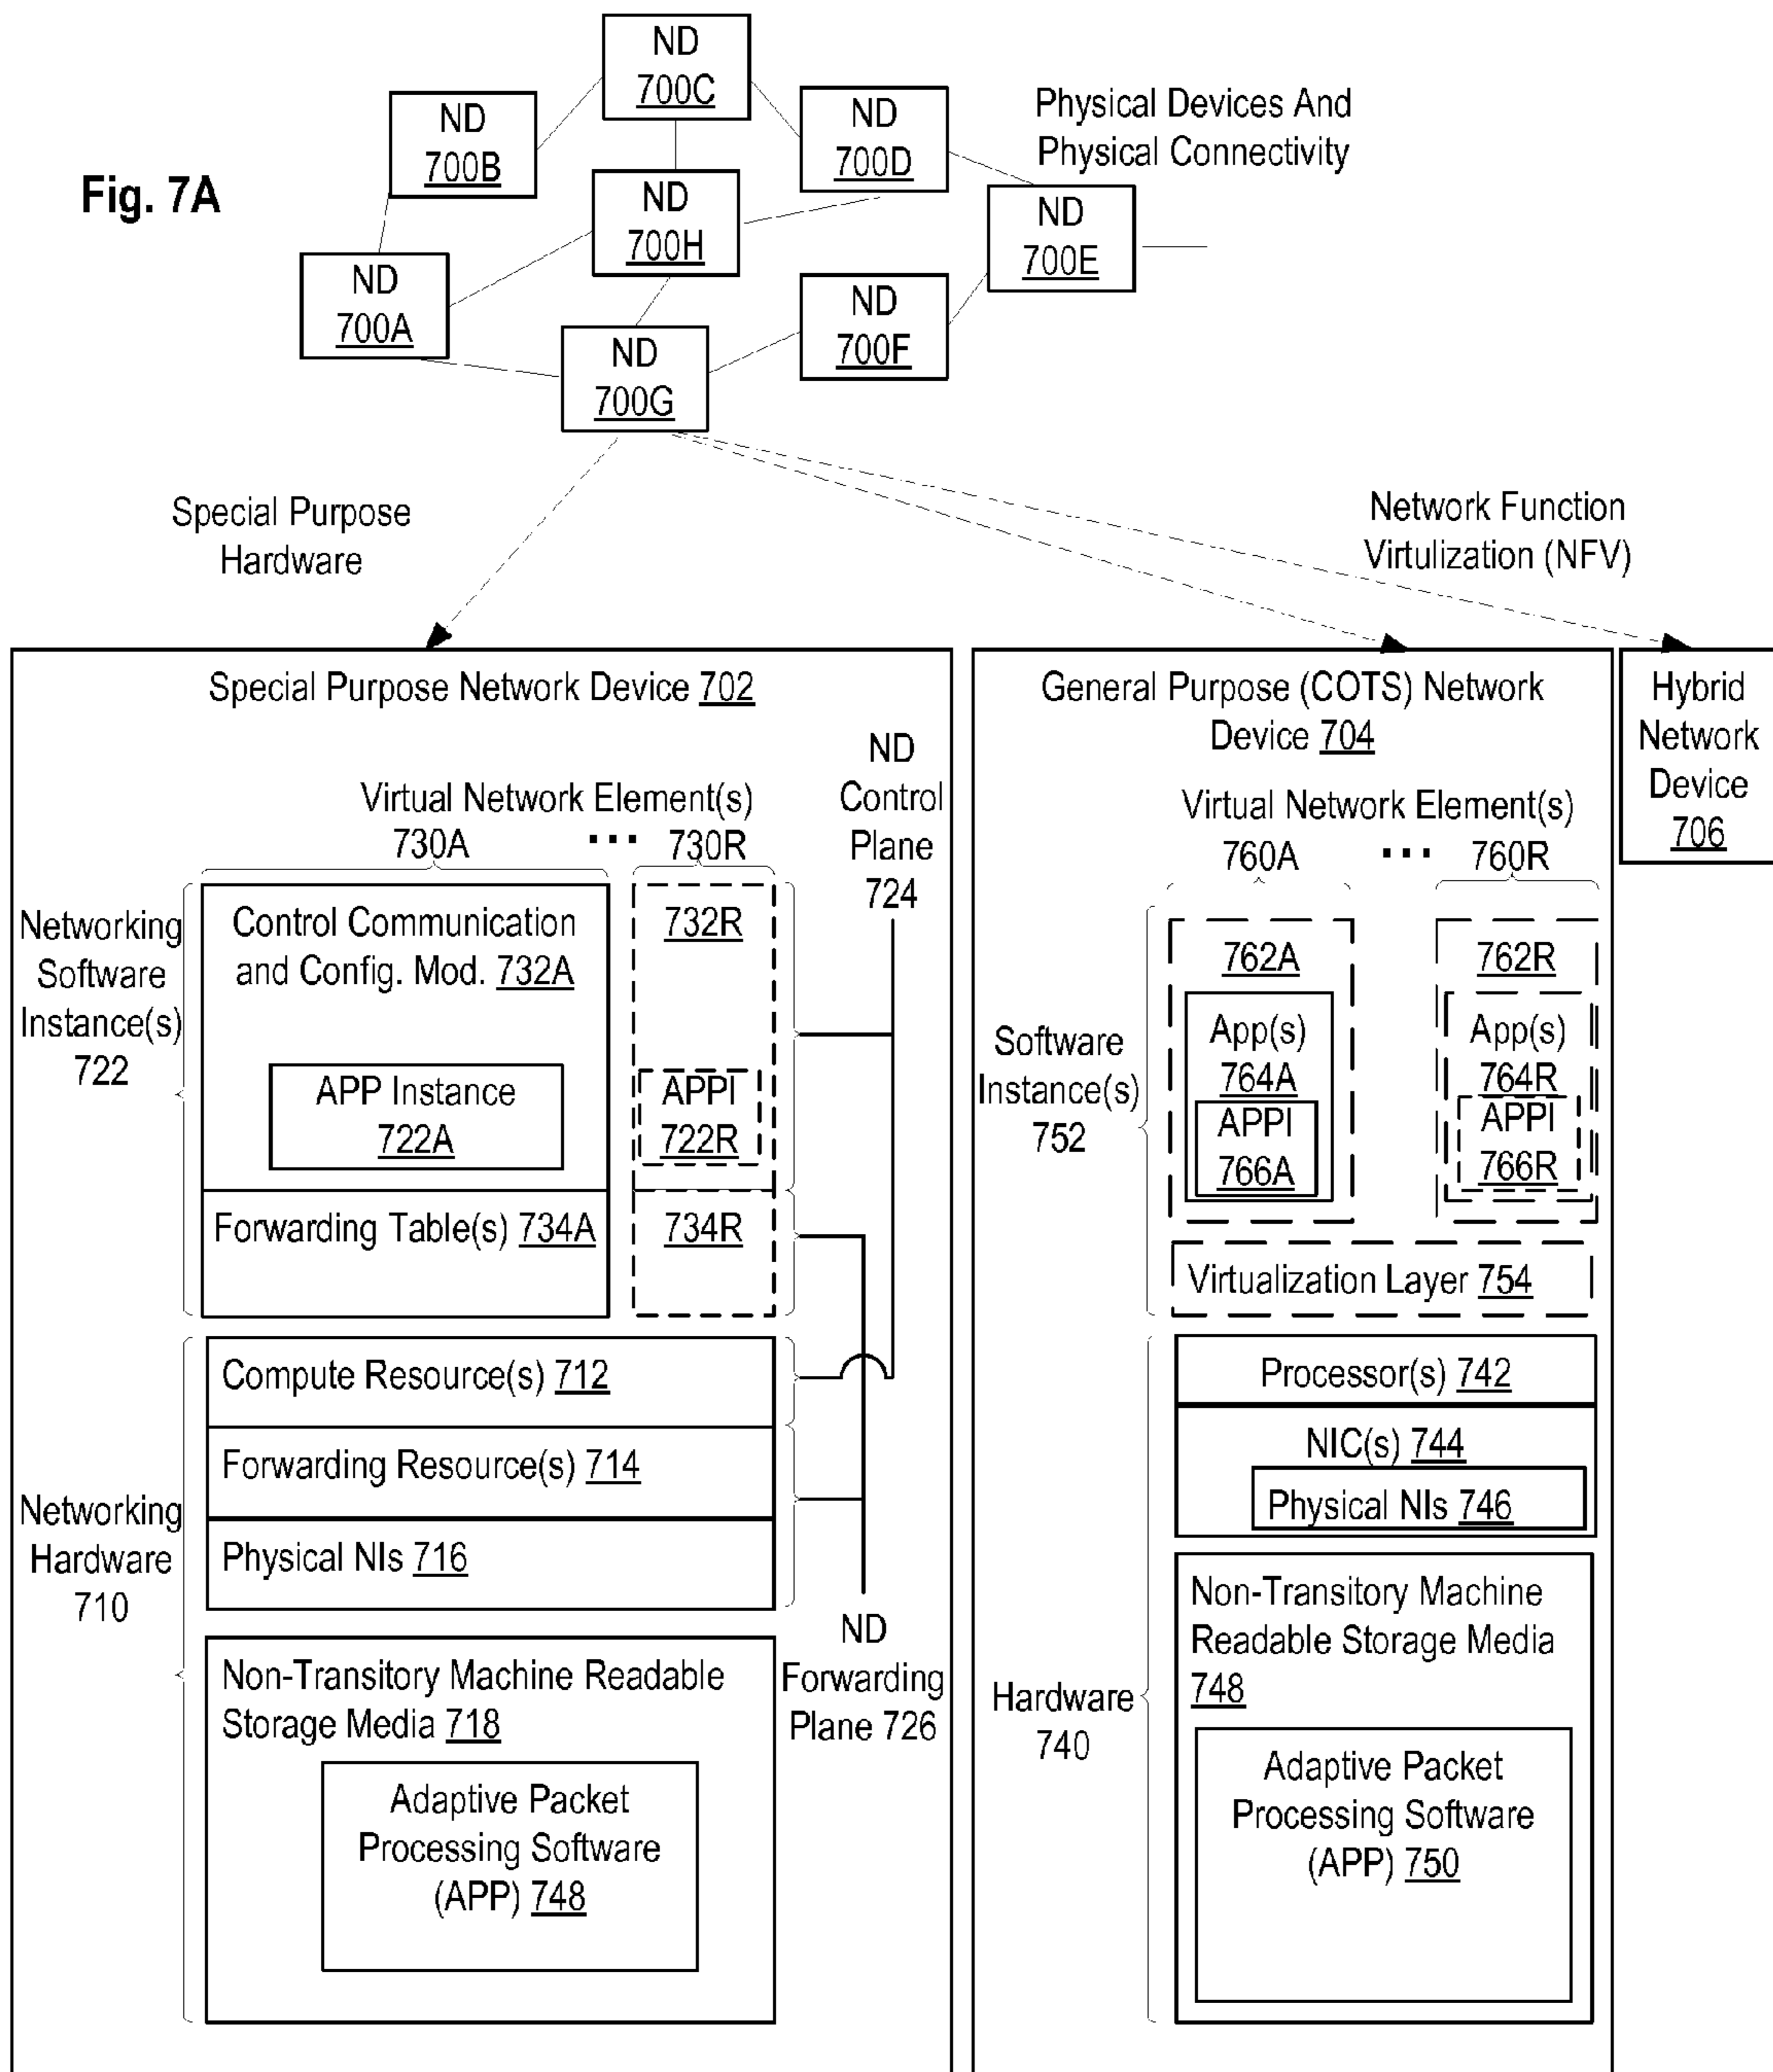 Fig. 7A
ND
700C
ND
700B
ND
700D
Physical Devices And
Physical Connectivity
ND
700H
ND
700E
ND
700A
ND
700F
ND
700G
Special Purpose
Hardware
Network Function
Virtulization (NFV)
Special Purpose Network Device 702
ND
Control
Plane
724
Virtual Network Element(s)
730A
...
730R
Networking
Software
Instance(s)
722
Control Communication
and Config. Mod. 732A
732R
APP Instance
722A
APPI
722R
Forwarding Table(s) 734A
734R
Networking
Hardware
710
Compute Resource(s) 712
Forwarding Resource(s) 714
Physical NIs 716
ND
Forwarding
Plane 726
Non-Transitory Machine Readable
Storage Media 718
Adaptive Packet
Processing Software
(APP) 748
General Purpose (COTS) Network
Device 704
Virtual Network Element(s)
760A
...
760R
Software
Instance(s)
752
762A
App(s)
764A
APPI
766A
762R
App(s)
764R
APPI
766R
Virtualization Layer 754
Hardware
740
Processor(s) 742
NIC(s) 744
Physical NIs 746
Non-Transitory Machine
Readable Storage Media
748
Adaptive Packet
Processing Software
(APP) 750
Hybrid
Network
Device
706